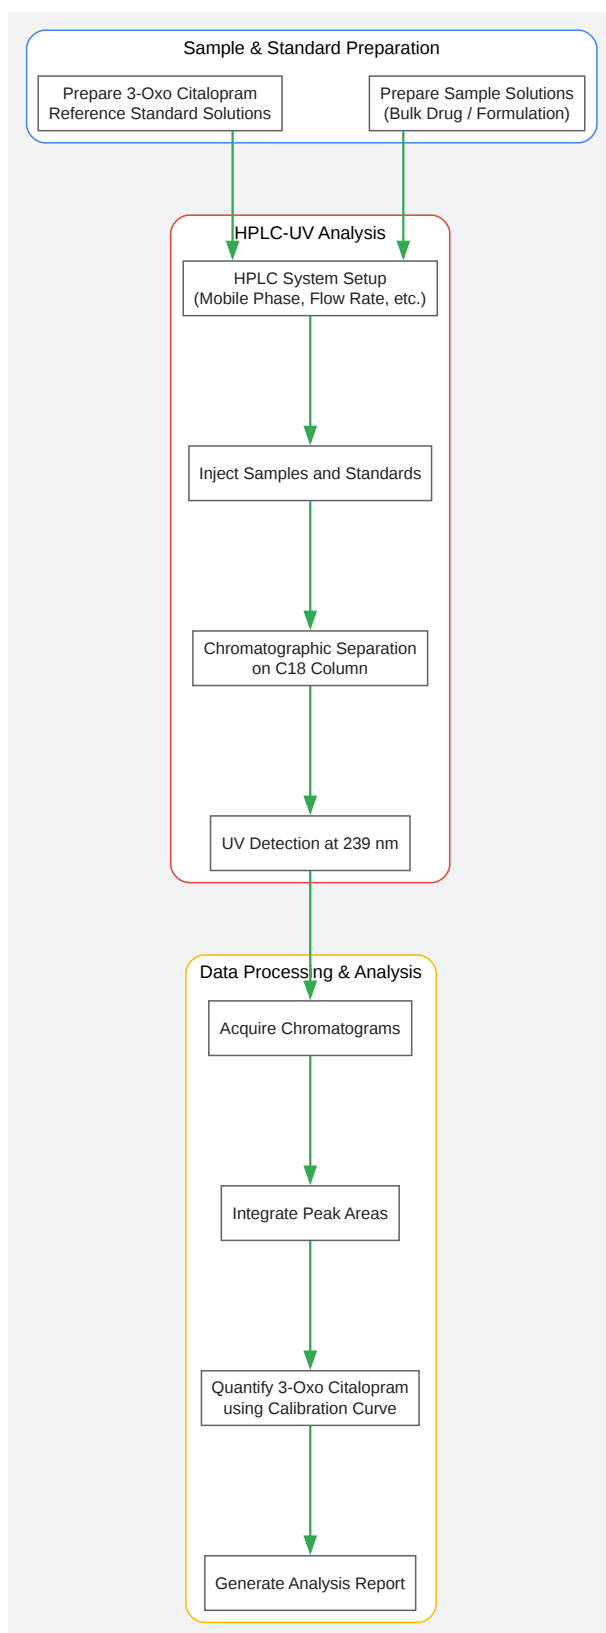 Sample & Standard Preparation
Prepare 3-Oxo Citalopram
Reference Standard Solutions
Prepare Sample Solutions
(Bulk Drug / Formulation)
HPLC-UV Analysis
HPLC System Setup
(Mobile Phase, Flow Rate, etc.)
Inject Samples and Standards
Chromatographic Separation
on C18 Column
UV Detection at 239 nm
Data Processing & Analysis
Acquire Chromatograms
Integrate Peak Areas
Quantify 3-Oxo Citalopram
using Calibration Curve
Generate Analysis Report